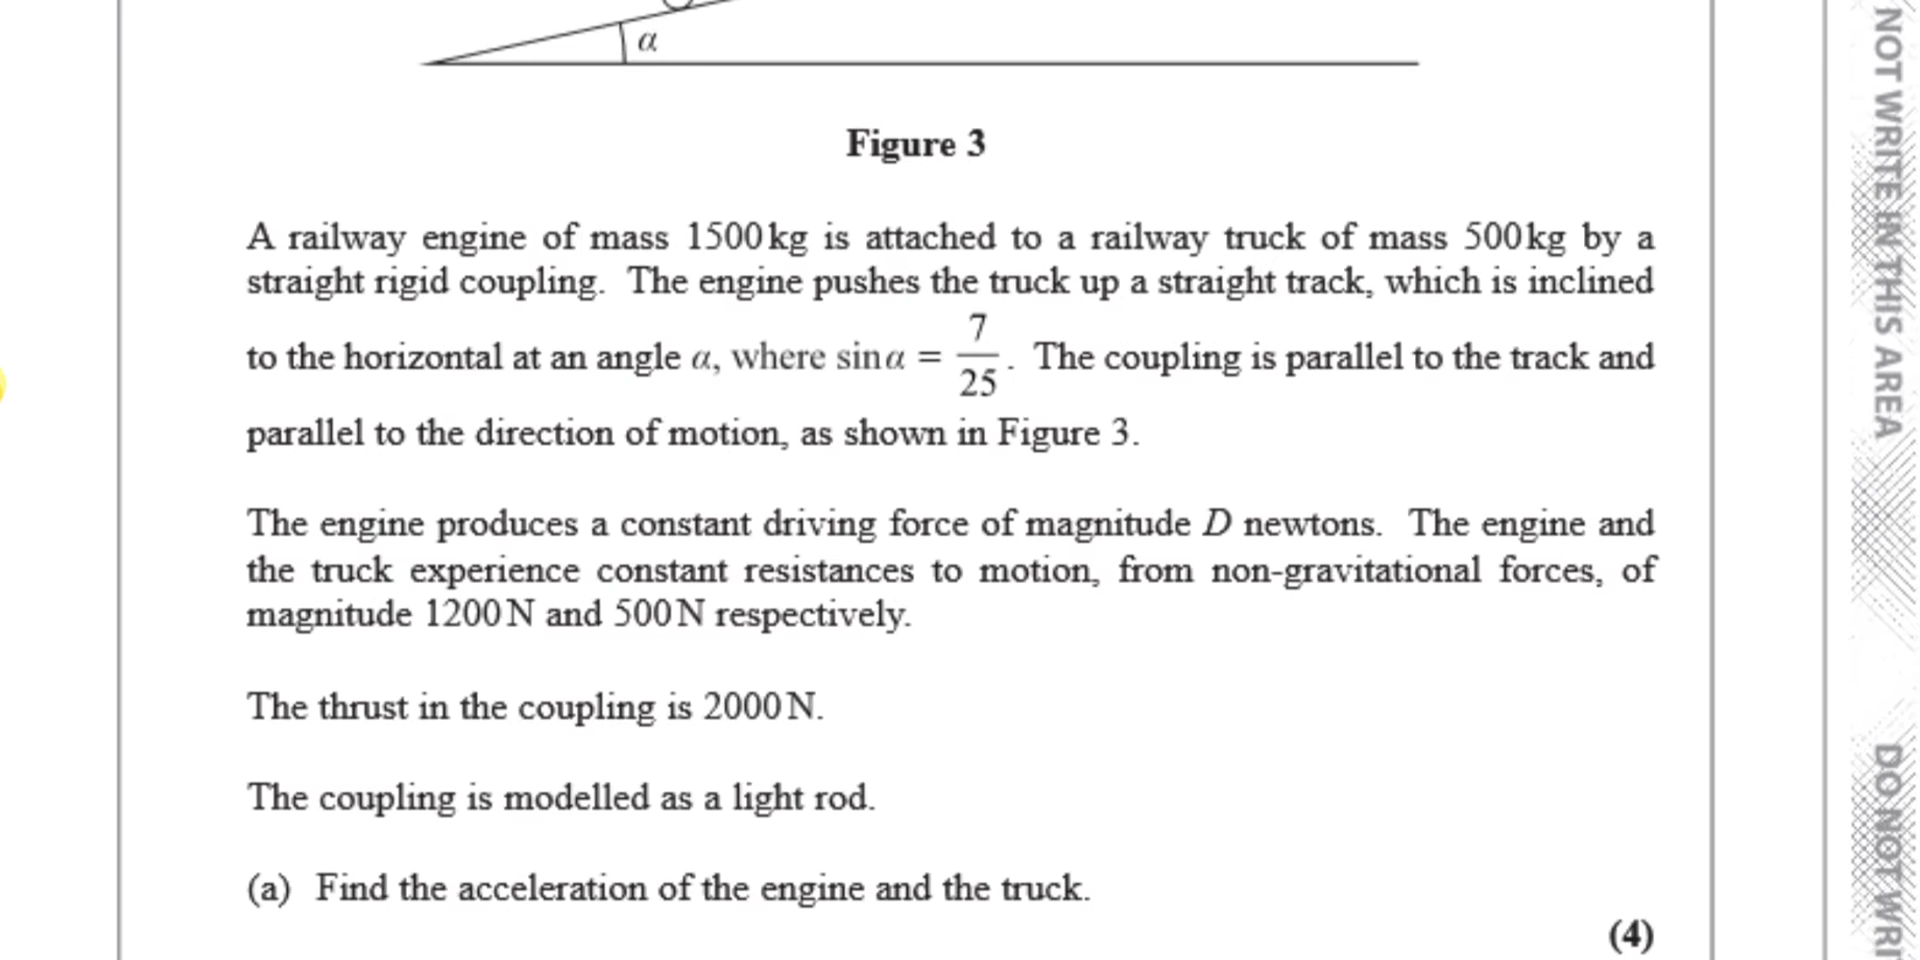 α
Figure 3
A railway engine of mass 1500 kg is attached to a railway truck of mass 500 kg by a
straight rigid coupling. The engine pushes the truck up a straight track, which is inclined
to the horizontal at an angle α, where sin α = 7/25. The coupling is parallel to the track and
parallel to the direction of motion, as shown in Figure 3.
The engine produces a constant driving force of magnitude D newtons. The engine and
the truck experience constant resistances to motion, from non-gravitational forces, of
magnitude 1200 N and 500 N respectively.
The thrust in the coupling is 2000 N.
The coupling is modelled as a light rod.
(a) Find the acceleration of the engine and the truck.
(4)
NOT WRITE IN THIS AREA
DO NOT WRI